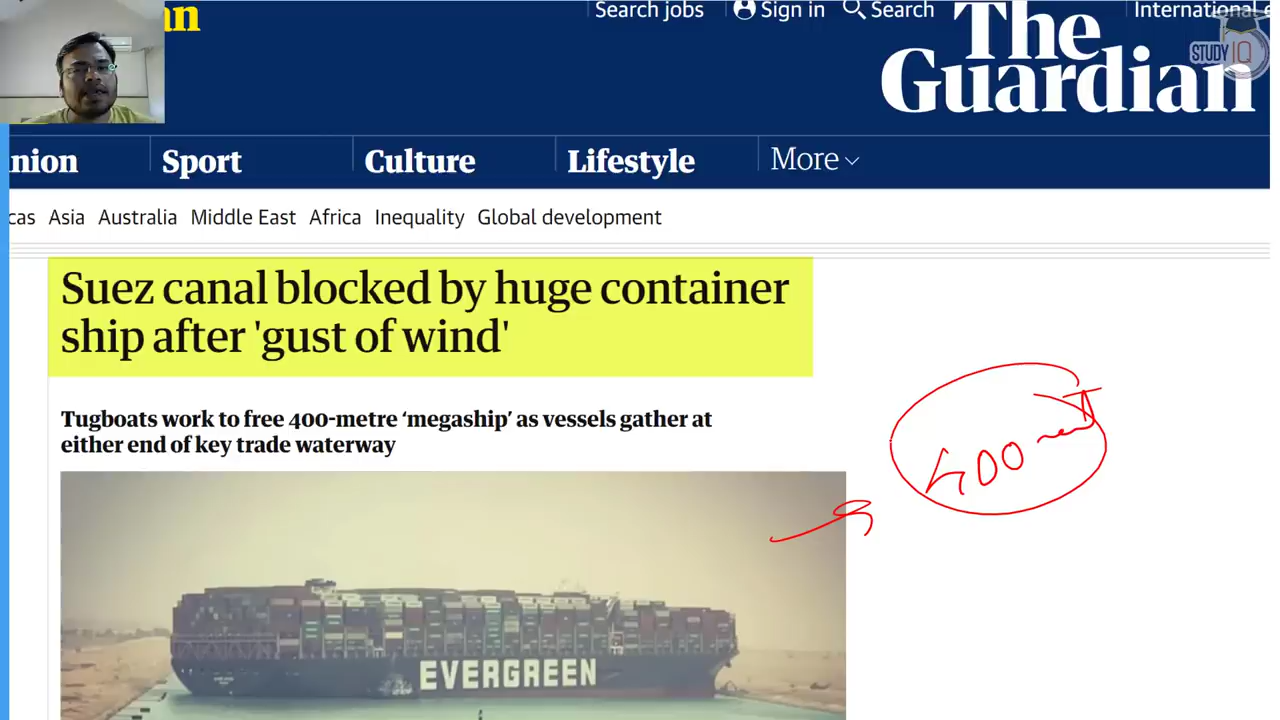 an
Search jobs Sign in Search International
The
Guardian
STUDY IQ
nion Sport Culture Lifestyle More
cas Asia Australia Middle East Africa Inequality Global development
Suez canal blocked by huge container
ship after 'gust of wind'
Tugboats work to free 400-metre ‘megaship’ as vessels gather at
either end of key trade waterway
400
EVERGREEN